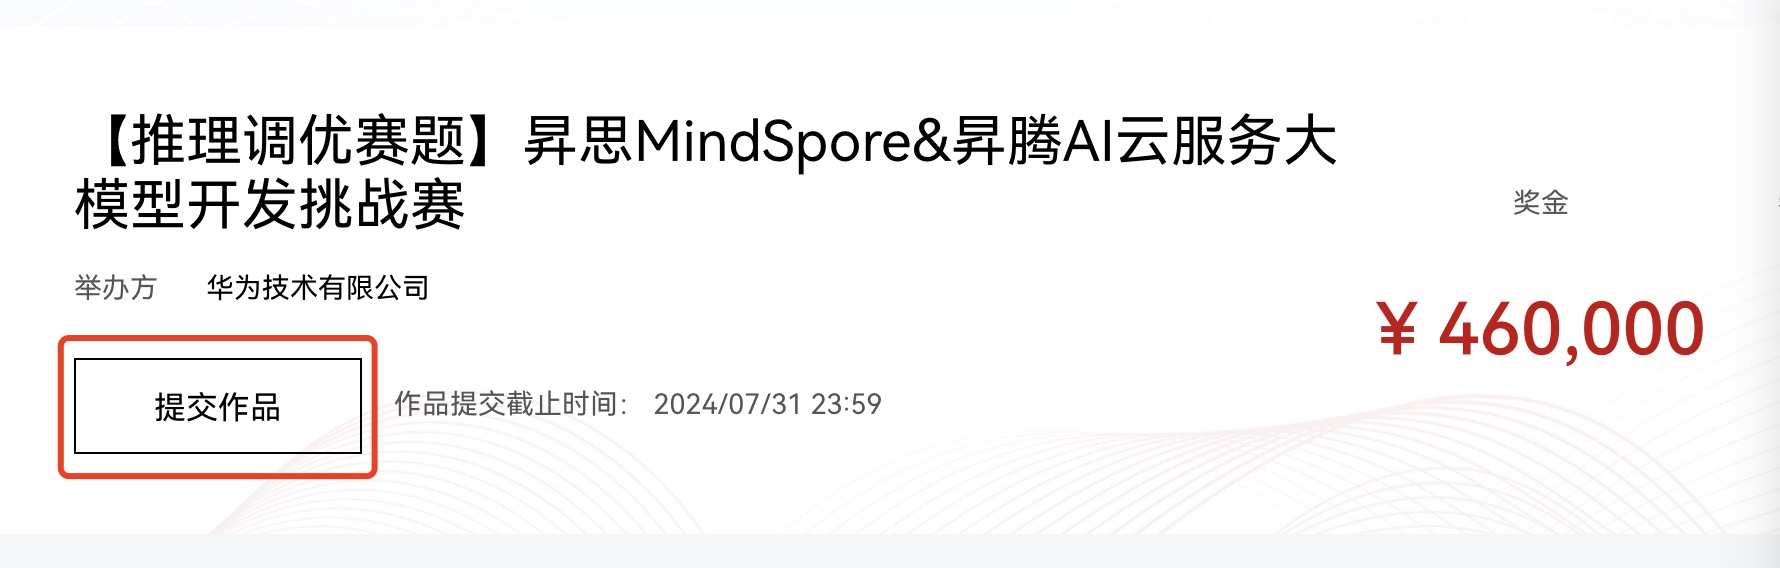 【推理调优赛题】昇思MindSpore&昇腾AI云服务大
模型开发挑战赛
奖金
举办方 华为技术有限公司
¥ 460,000
提交作品 作品提交截止时间： 2024/07/31 23:59